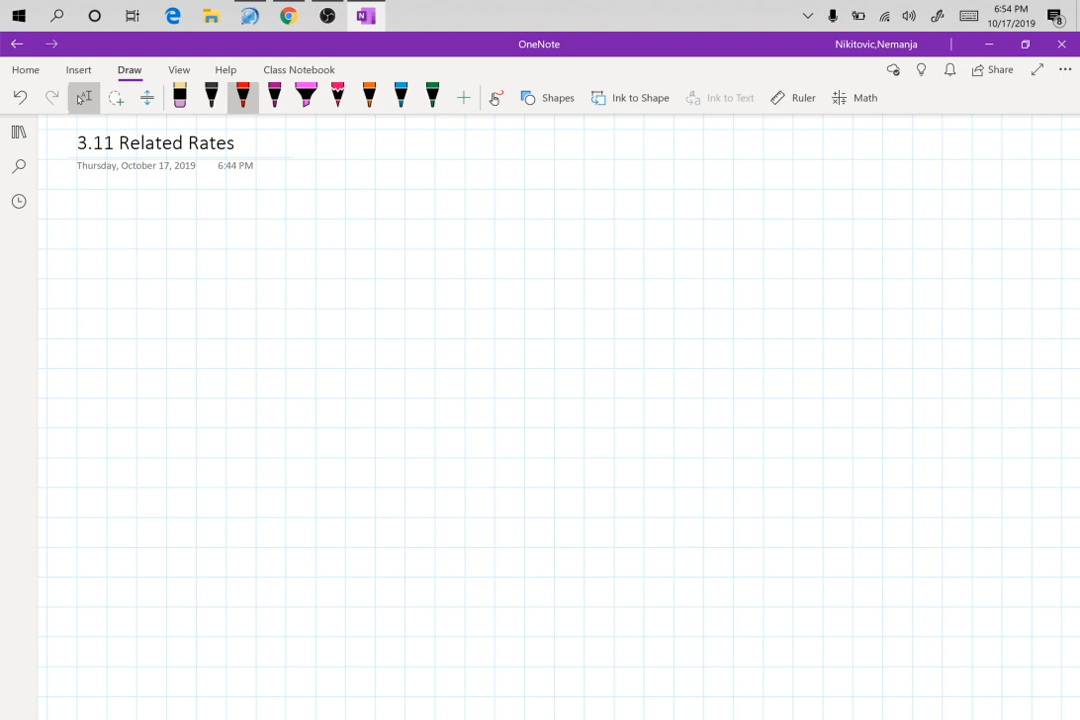 6:54 PM
10/17/2019
8
OneNote
Nikitovic,Nemanja
Home
Insert
Draw
View
Help
Class Notebook
Share
Shapes
Ink to Shape
Ink to Text
Ruler
Math
3.11 Related Rates
Thursday, October 17, 2019 6:44 PM